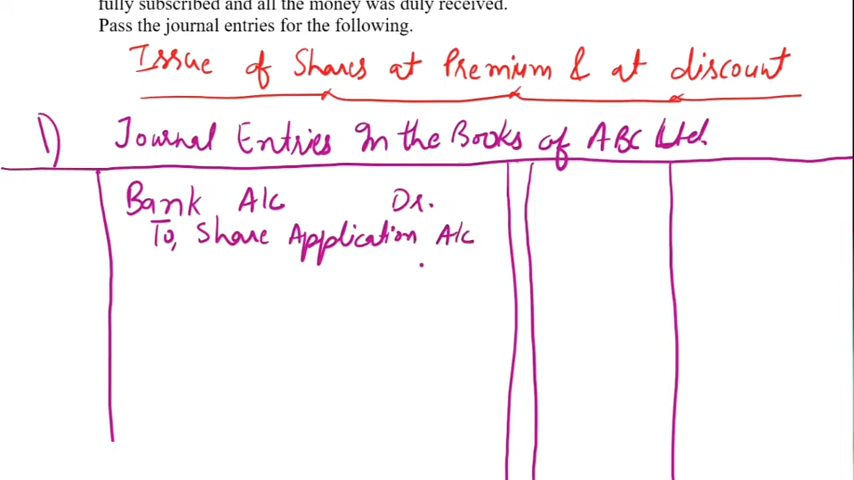 fully subscribed and all the money was duly received.
Pass the journal entries for the following.
Issue of Shares at Premium & at discount
1) Journal Entries In the Books of ABC Ltd.
Bank A/c Dr.
To, Share Application A/c